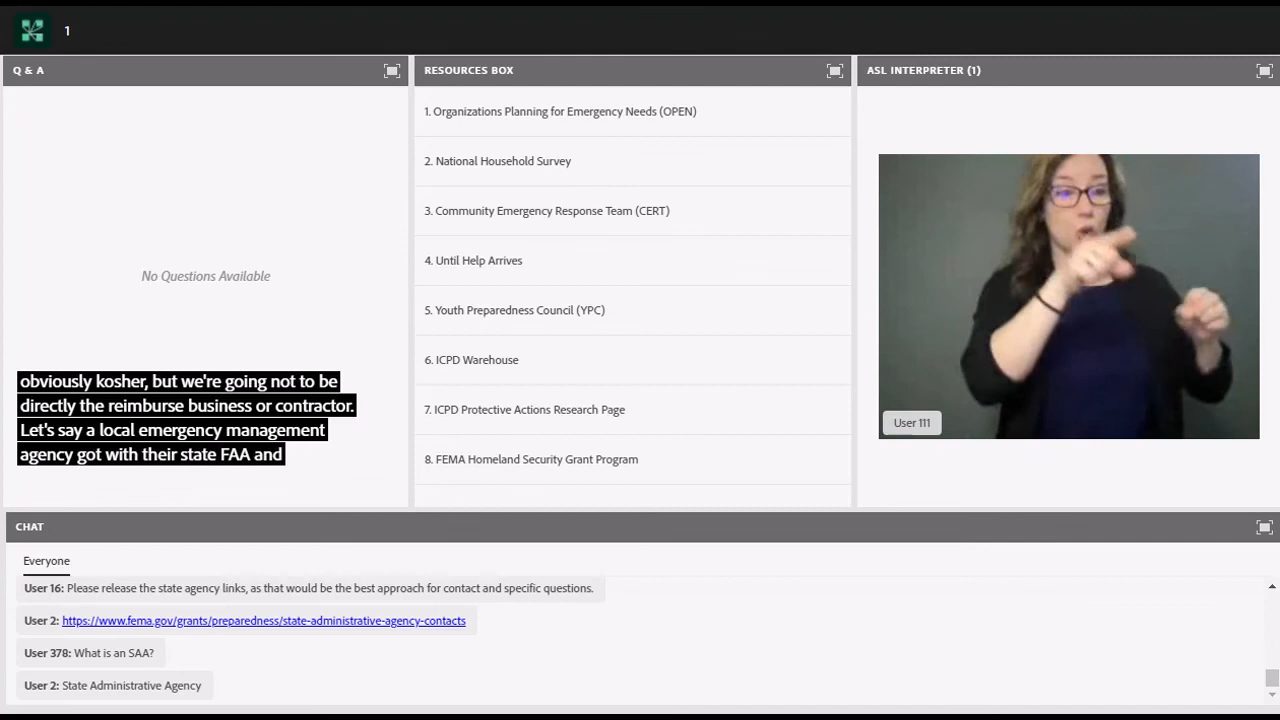 1
Q & A
No Questions Available
obviously kosher, but we're going not to be
directly the reimburse business or contractor.
Let's say a local emergency management
agency got with their state FAA and
RESOURCES BOX
1. Organizations Planning for Emergency Needs (OPEN)
2. National Household Survey
3. Community Emergency Response Team (CERT)
4. Until Help Arrives
5. Youth Preparedness Council (YPC)
6. ICPD Warehouse
7. ICPD Protective Actions Research Page
8. FEMA Homeland Security Grant Program
ASL INTERPRETER (1)
User 111
CHAT
Everyone
User 16: Please release the state agency links, as that would be the best approach for contact and specific questions.
User 2: https://www.fema.gov/grants/preparedness/state-administrative-agency-contacts
User 378: What is an SAA?
User 2: State Administrative Agency